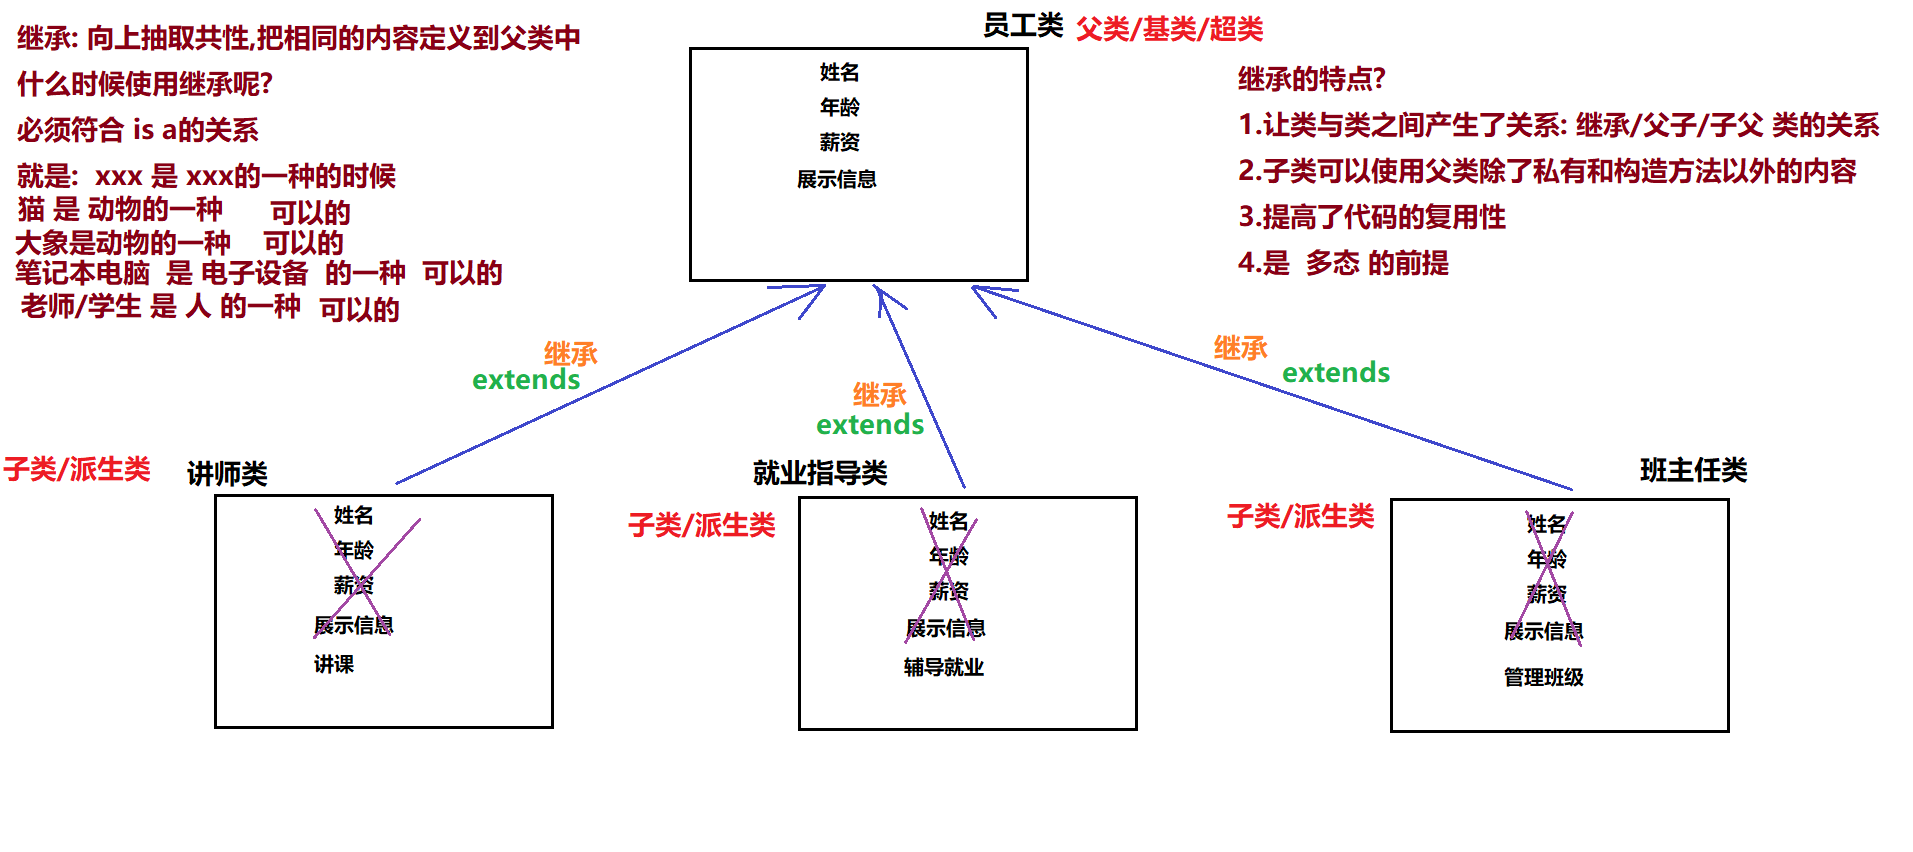 继承: 向上抽取共性,把相同的内容定义到父类中
什么时候使用继承呢?
必须符合 is a的关系
就是: xxx 是 xxx的一种的时候
猫 是 动物的一种 可以的
大象是动物的一种 可以的
笔记本电脑 是 电子设备 的一种 可以的
老师/学生 是 人 的一种 可以的
员工类 父类/基类/超类
姓名
年龄
薪资
展示信息
继承的特点?
1.让类与类之间产生了关系: 继承/父子/子父 类的关系
2.子类可以使用父类除了私有和构造方法以外的内容
3.提高了代码的复用性
4.是 多态 的前提
继承
extends
继承
extends
继承
extends
子类/派生类 讲师类
姓名
年龄
薪资
展示信息
讲课
就业指导类
子类/派生类
姓名
年龄
薪资
展示信息
辅导就业
班主任类
子类/派生类
姓名
年龄
薪资
展示信息
管理班级